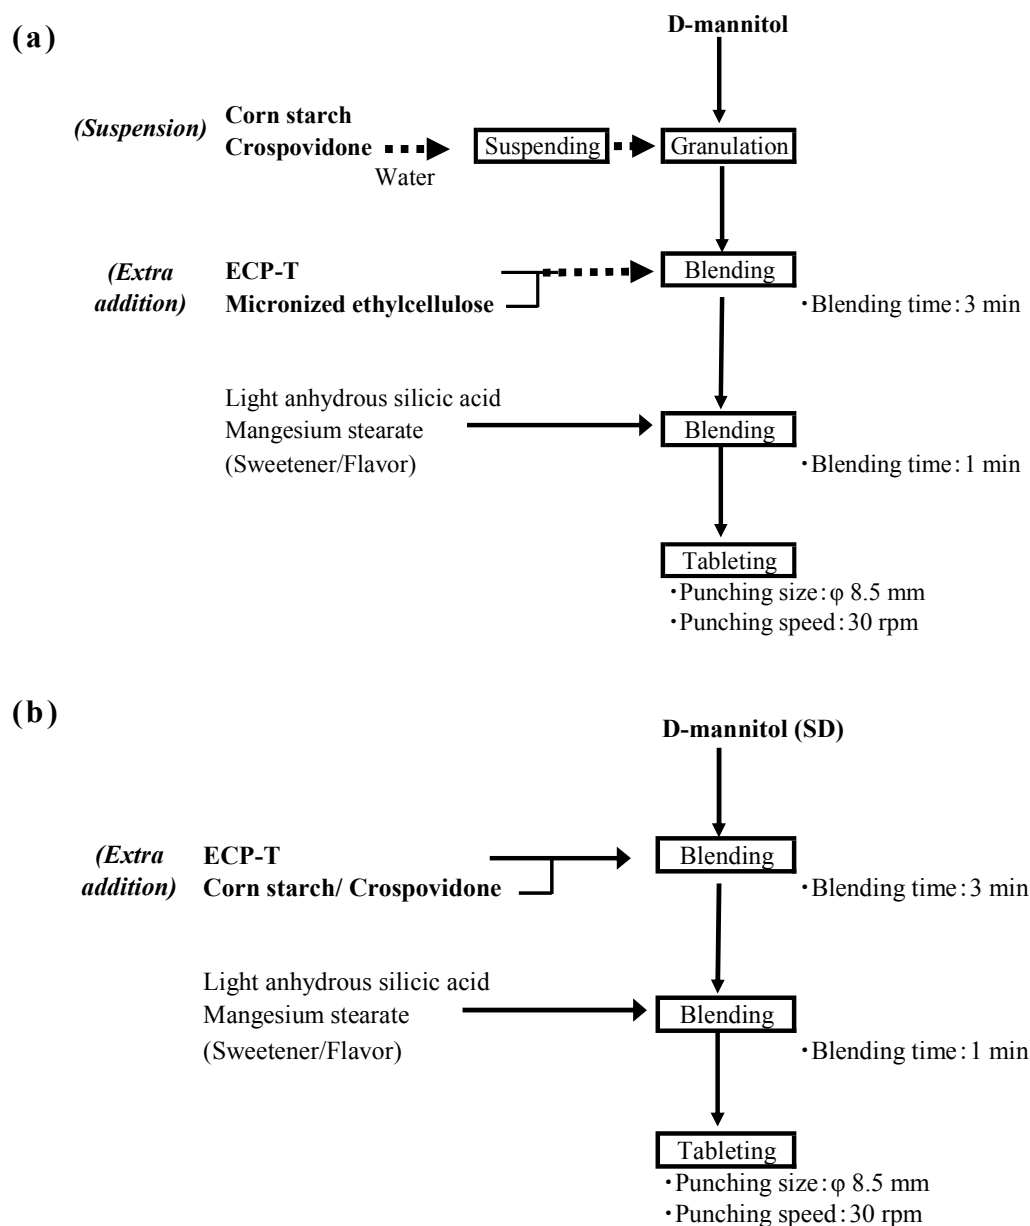 (a)
D-mannitol
(Suspension)
Corn starch
Crospovidone
Water
Suspending
Granulation
(Extra
addition)
ECP-T
Micronized ethylcellulose
Blending
・Blending time：3 min
Light anhydrous silicic acid
Mangesium stearate
(Sweetener/Flavor)
Blending
・Blending time：1 min
Tableting
・Punching size：φ 8.5 mm
・Punching speed：30 rpm
(b)
D-mannitol (SD)
(Extra
addition)
ECP-T
Corn starch/ Crospovidone
Blending
・Blending time：3 min
Light anhydrous silicic acid
Mangesium stearate
(Sweetener/Flavor)
Blending
・Blending time：1 min
Tableting
・Punching size：φ 8.5 mm
・Punching speed：30 rpm